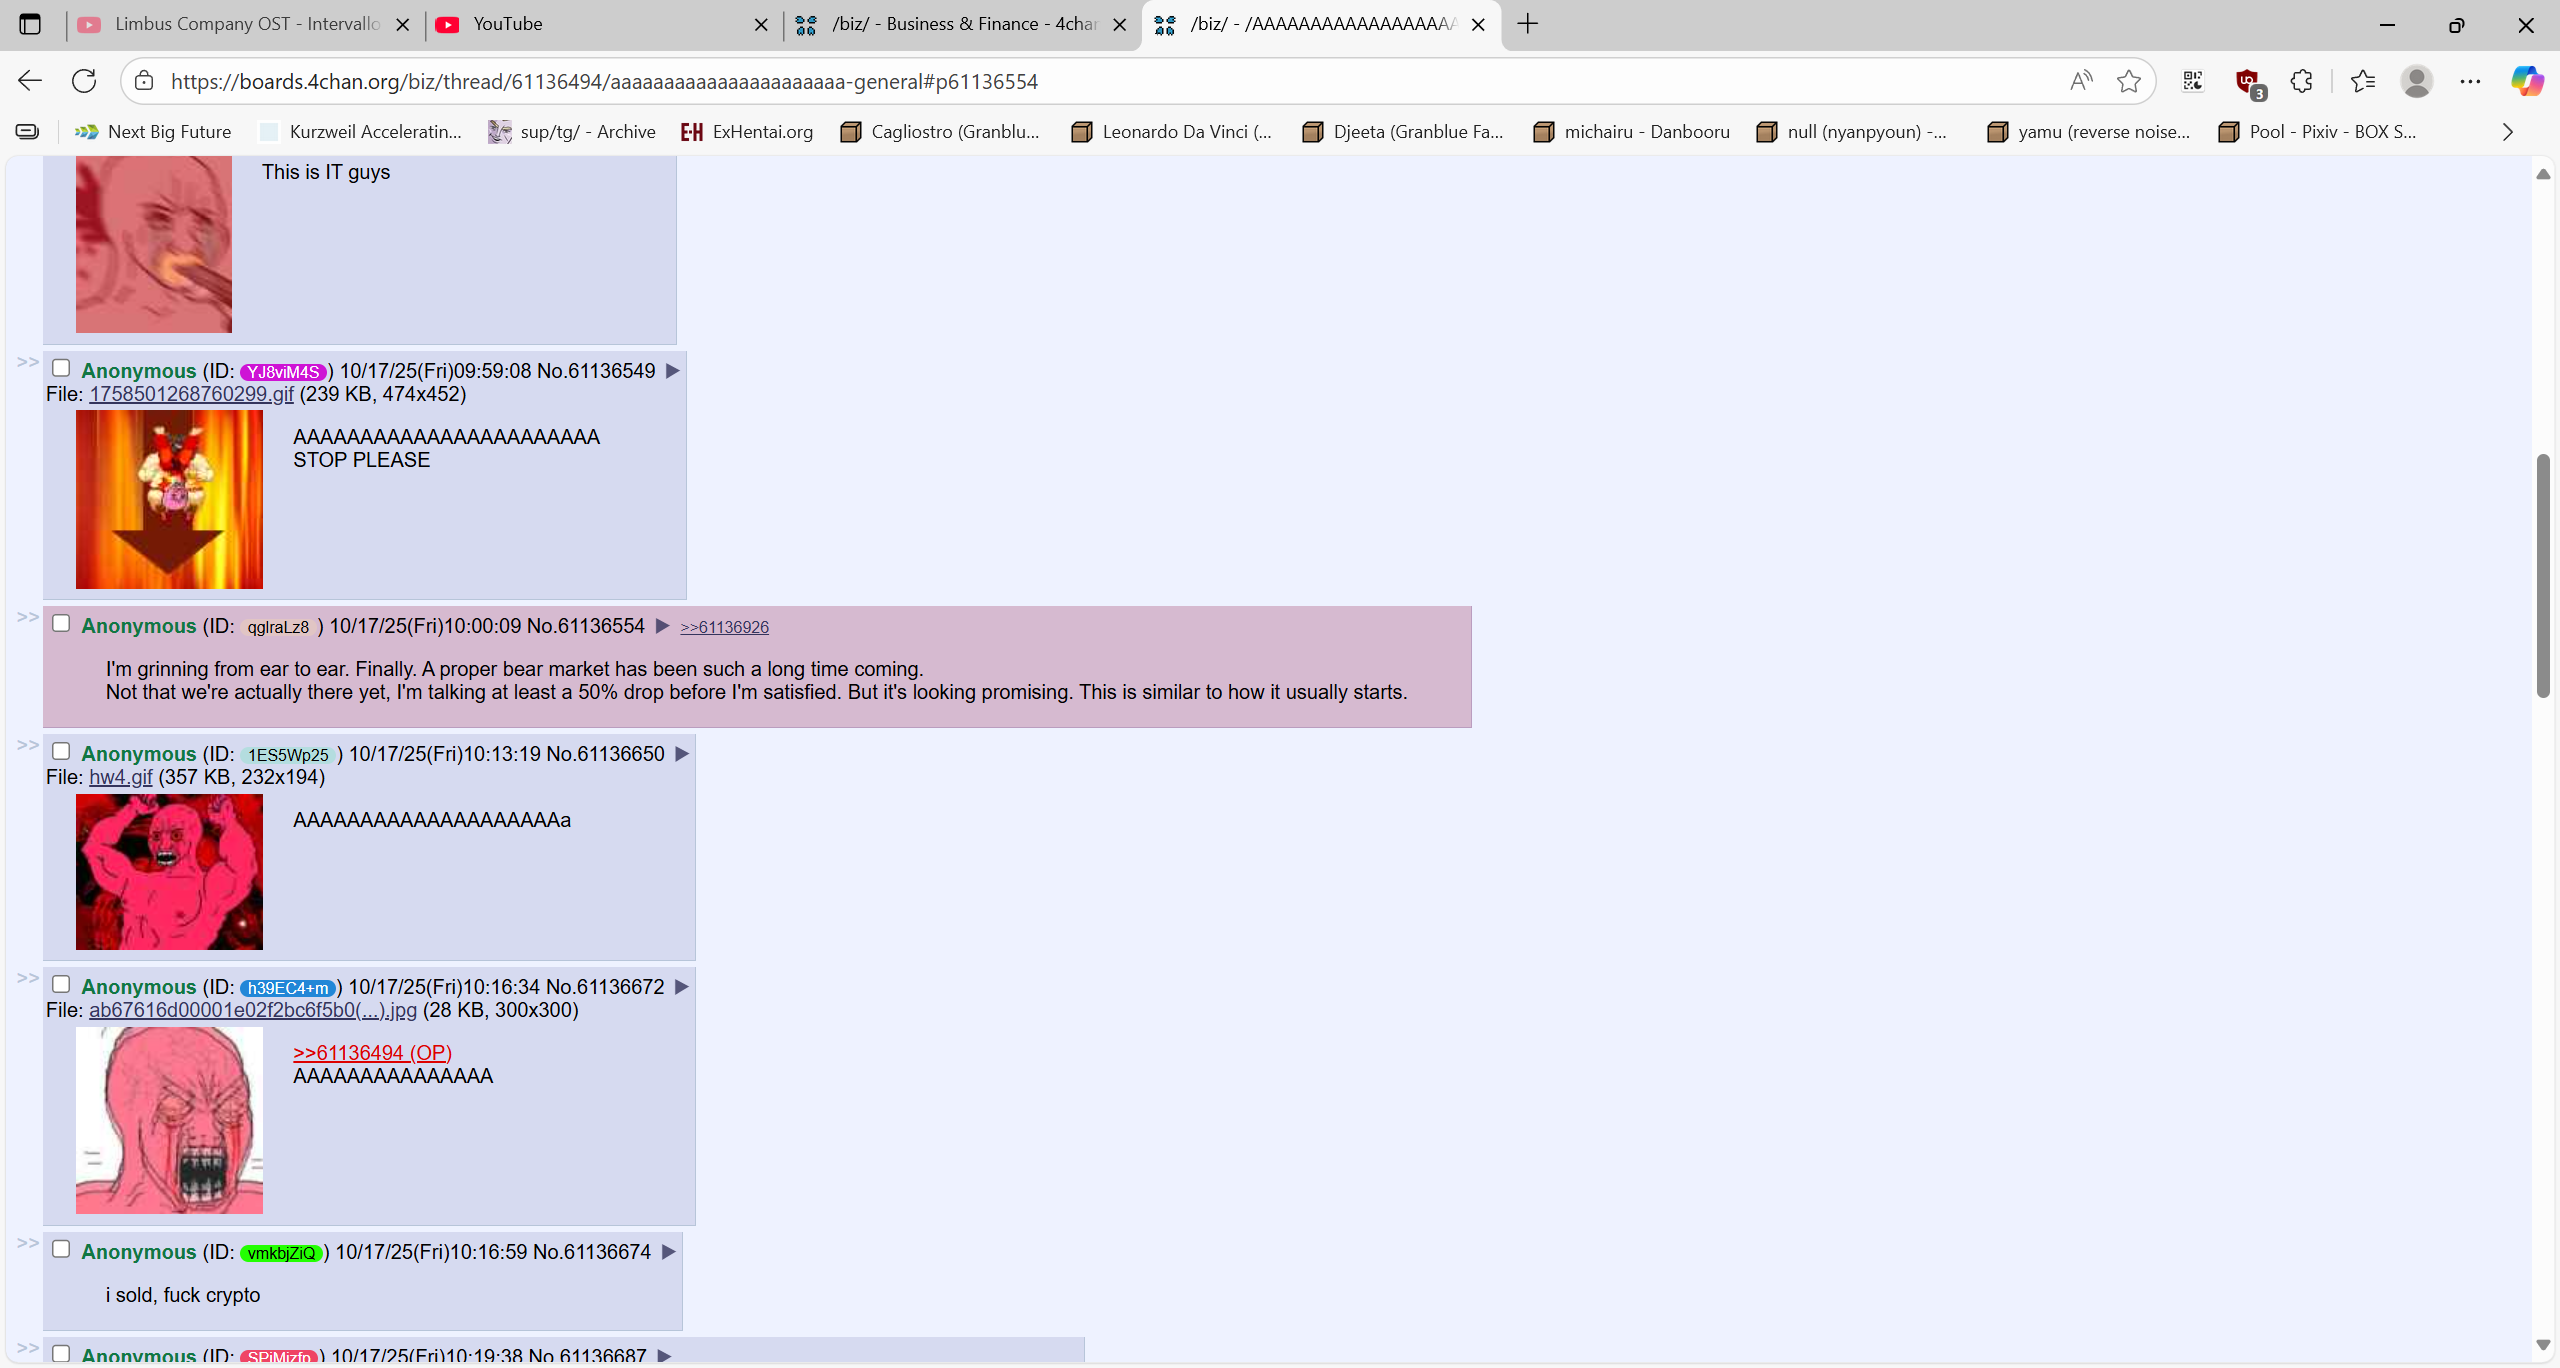 Limbus Company OST - Intervallo
YouTube
/biz/ - Business & Finance - 4chan
/biz/ - /AAAAAAAAAAAAAAAAAAA
https://boards.4chan.org/biz/thread/61136494/aaaaaaaaaaaaaaaaaaaaaa-general#p61136554
3
Next Big Future
Kurzweil Acceleratin...
sup/tg/ - Archive
E-H ExHentai.org
Cagliostro (Granblu...
Leonardo Da Vinci (...
Djeeta (Granblue Fa...
michairu - Danbooru
null (nyanpyoun) -...
yamu (reverse noise...
Pool - Pixiv - BOX S...
This is IT guys
>> Anonymous (ID: YJ8viM4S) 10/17/25(Fri)09:59:08 No.61136549 ▶
File: 1758501268760299.gif (239 KB, 474x452)
AAAAAAAAAAAAAAAAAAAAAAA
STOP PLEASE
>> Anonymous (ID: qglraLz8 ) 10/17/25(Fri)10:00:09 No.61136554 ▶ >>61136926
I'm grinning from ear to ear. Finally. A proper bear market has been such a long time coming.
Not that we're actually there yet, I'm talking at least a 50% drop before I'm satisfied. But it's looking promising. This is similar to how it usually starts.
>> Anonymous (ID: 1ES5Wp25 ) 10/17/25(Fri)10:13:19 No.61136650 ▶
File: hw4.gif (357 KB, 232x194)
AAAAAAAAAAAAAAAAAAAAa
>> Anonymous (ID: h39EC4+m) 10/17/25(Fri)10:16:34 No.61136672 ▶
File: ab67616d00001e02f2bc6f5b0(...).jpg (28 KB, 300x300)
>>61136494 (OP)
AAAAAAAAAAAAAAA
>> Anonymous (ID: vmkbjZiQ ) 10/17/25(Fri)10:16:59 No.61136674 ▶
i sold, fuck crypto
>> Anonymous (ID: SPiMizfp ) 10/17/25(Fri)10:19:38 No.61136687 ▶